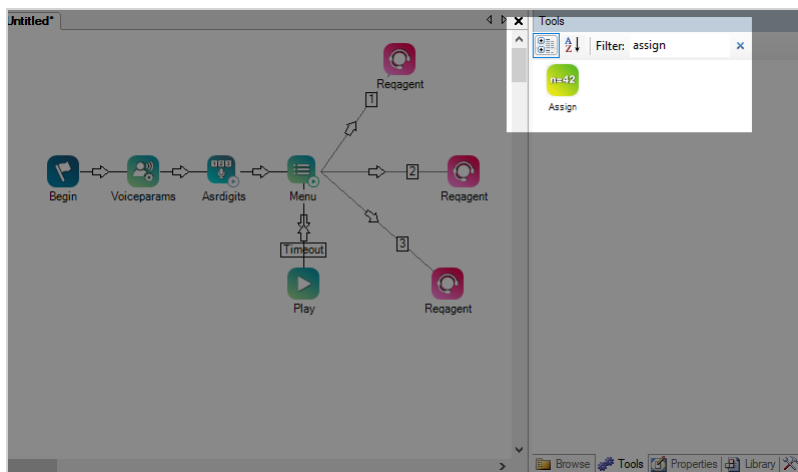 Untitled*
Tools
Filter: assign
n=42
Assign
Reqagent
1
Begin
Voiceparams
Asrdigits
Menu
2
Reqagent
3
Timeout
Play
Reqagent
Browse
Tools
Properties
Library